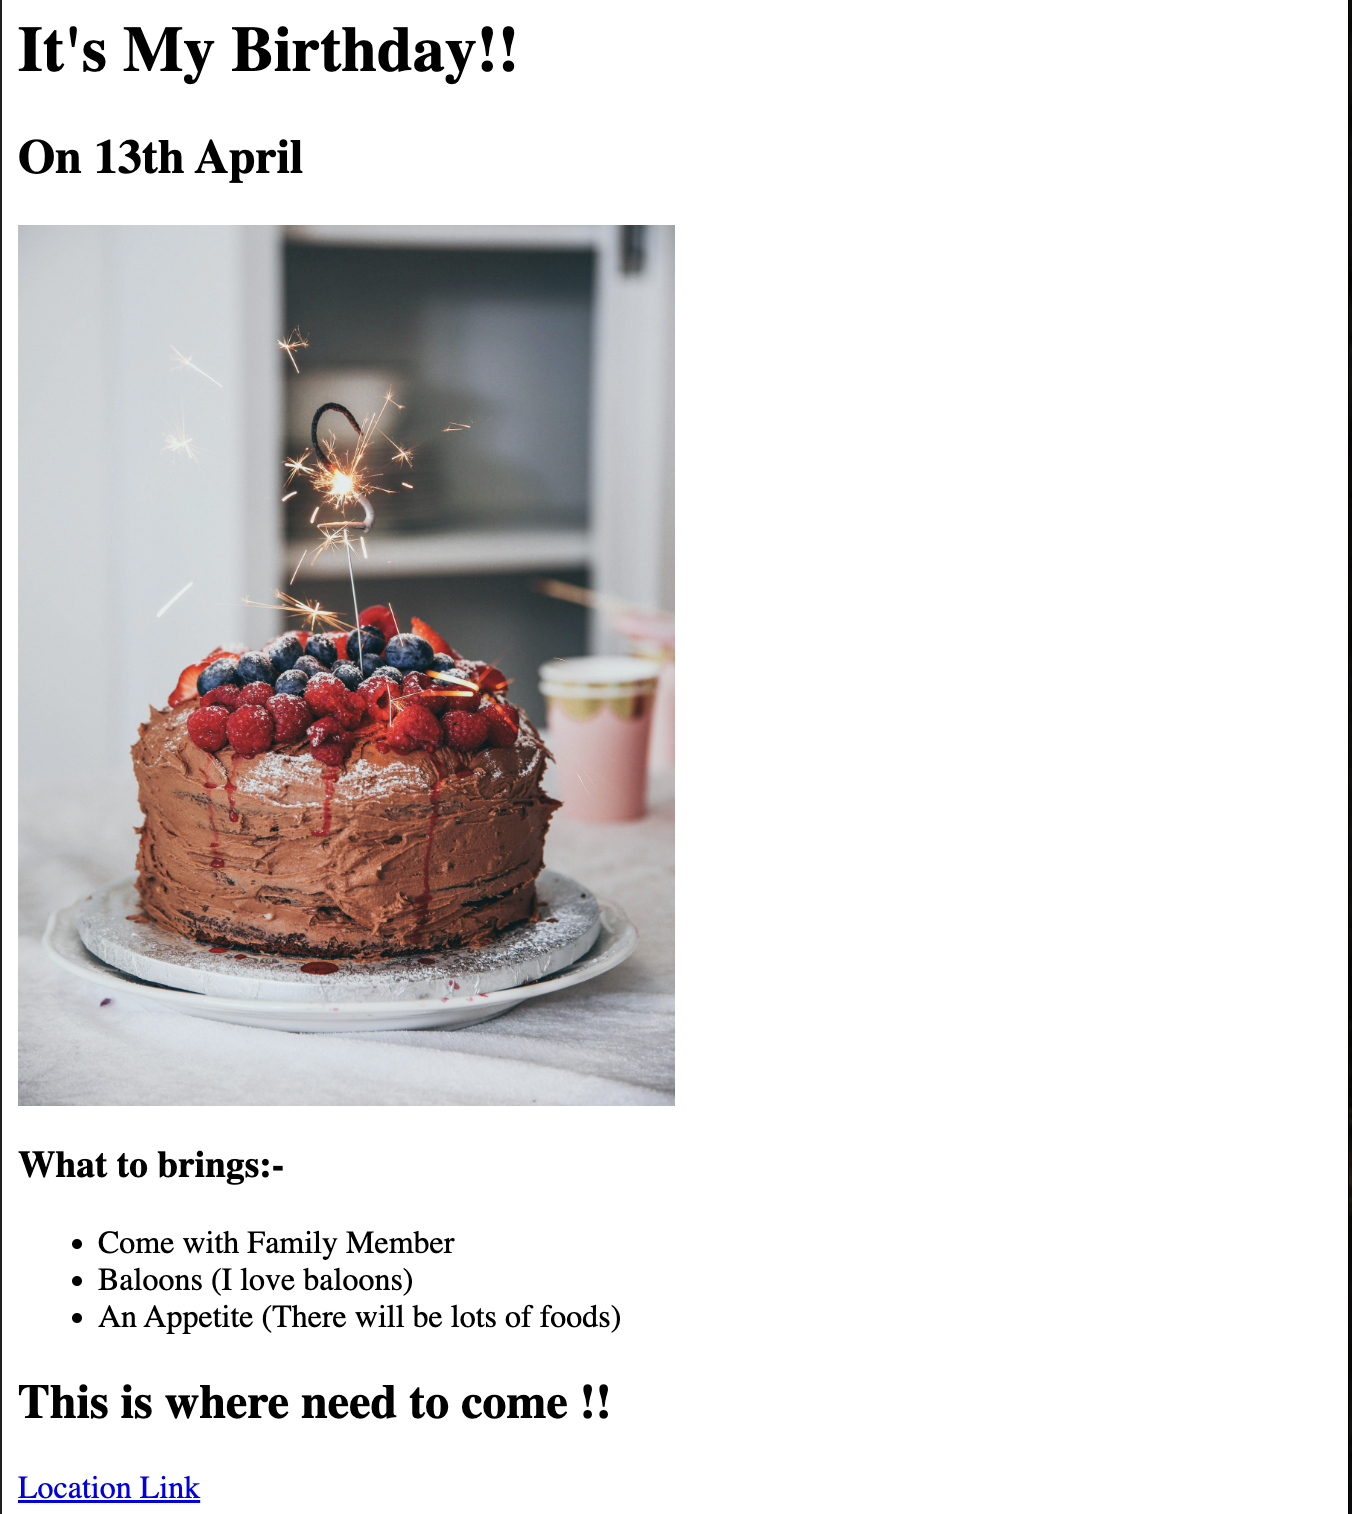 It's My Birthday!!
On 13th April
What to brings:-
• Come with Family Member
• Baloons (I love baloons)
• An Appetite (There will be lots of foods)
This is where need to come !!
Location Link